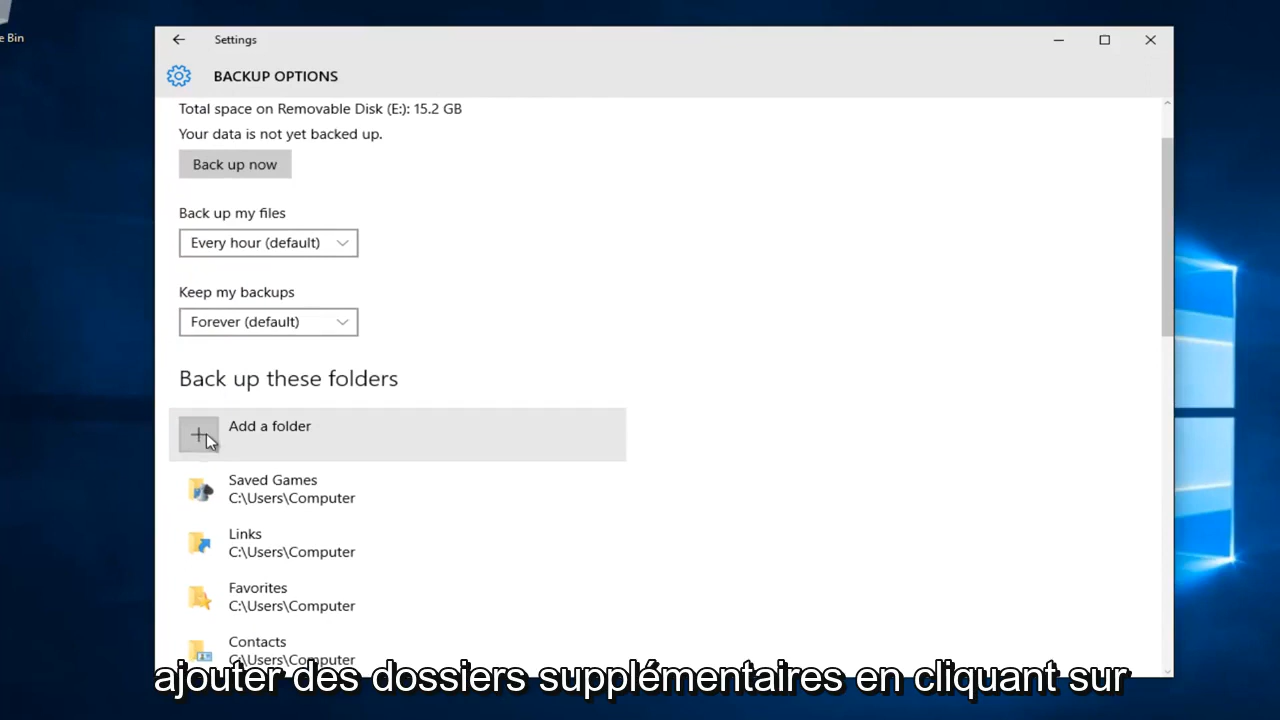 e Bin
Settings
BACKUP OPTIONS
Total space on Removable Disk (E:): 15.2 GB
Your data is not yet backed up.
Back up now
Back up my files
Every hour (default)
Keep my backups
Forever (default)
Back up these folders
Add a folder
Saved Games
C:\Users\Computer
Links
C:\Users\Computer
Favorites
C:\Users\Computer
Contacts
C:\Users\Computer
ajouter des dossiers supplémentaires en cliquant sur